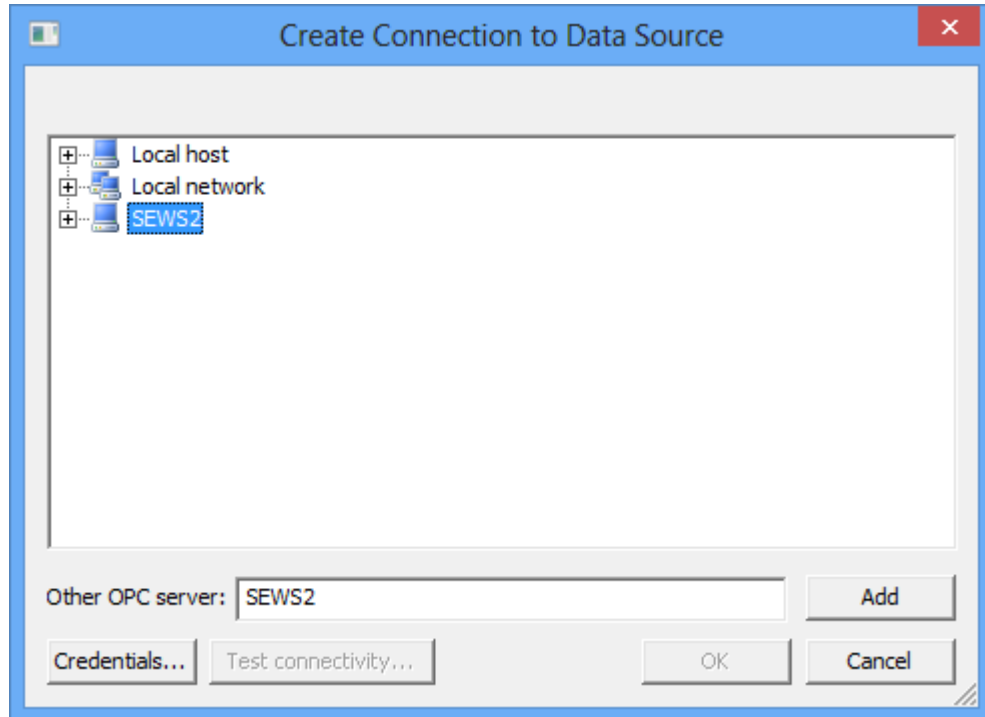 Create Connection to Data Source
Local host
Local network
SEWS2
Other OPC server: SEWS2 Add
Credentials... Test connectivity... OK Cancel